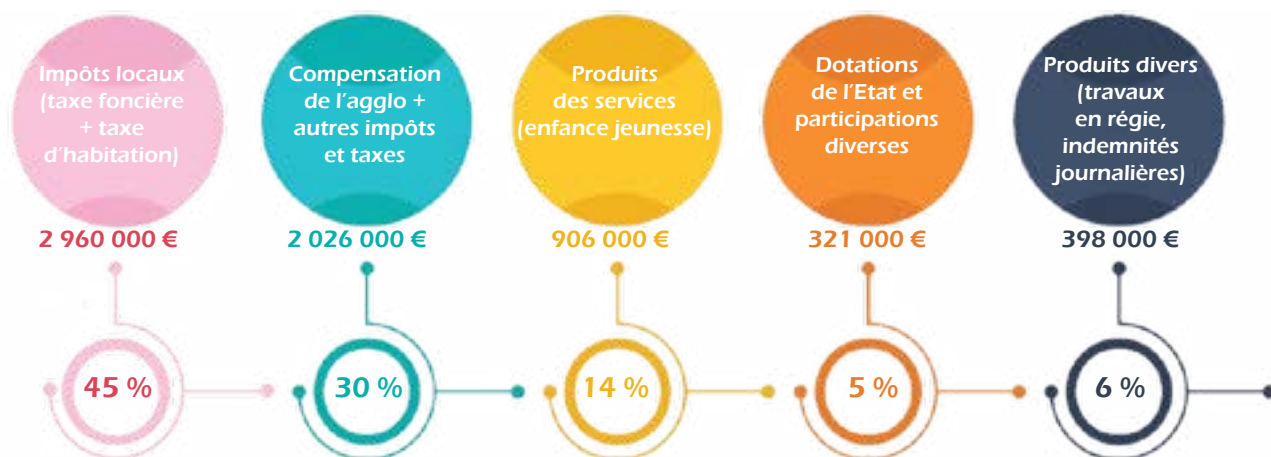 Impôts locaux
(taxe foncière
+ taxe
d'habitation)
2 960 000 €
45 %
Compensation
de l'agglo +
autres impôts
et taxes
2 026 000 €
30 %
Produits
des services
(enfance jeunesse)
906 000 €
14 %
Dotations
de l'Etat et
participations
diverses
321 000 €
5 %
Produits divers
(travaux
en régie,
indemnités
journalières)
398 000 €
6 %